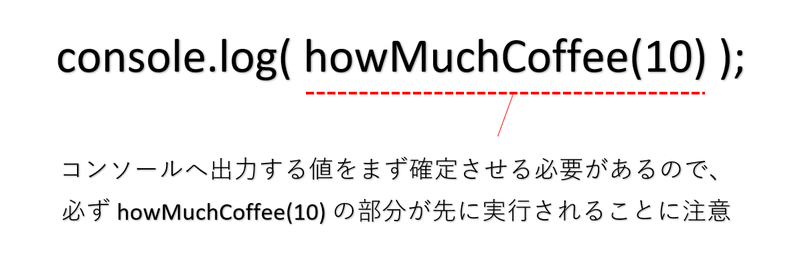 console.log( howMuchCoffee(10) );
コンソールへ出力する値をまず確定させる必要があるので、
必ず howMuchCoffee(10) の部分が先に実行されることに注意